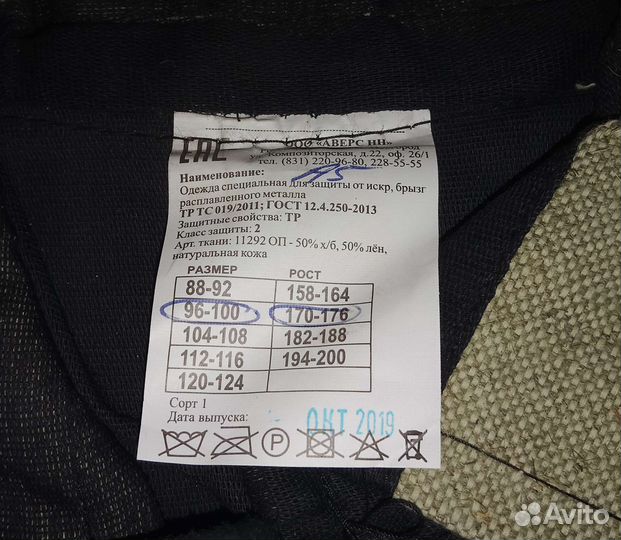 EAC
ООО «АВЕРС НН»
ород
ул. Композиторская, д.22, оф. 26/1
тел. (831) 220-96-80, 228-55-55
Наименование:
Одежда специальная для защиты от искр, брызг
расплавленного металла
ТР ТС 019/2011; ГОСТ 12.4.250-2013
Защитные свойства: ТР
Класс защиты: 2
Арт. ткани: 11292 ОП - 50% х/б, 50% лён,
натуральная кожа
РАЗМЕР РОСТ
88-92 158-164
96-100 170-176
104-108 182-188
112-116 194-200
120-124
Сорт 1
Дата выпуска: ОКТ 2019
P
Avito